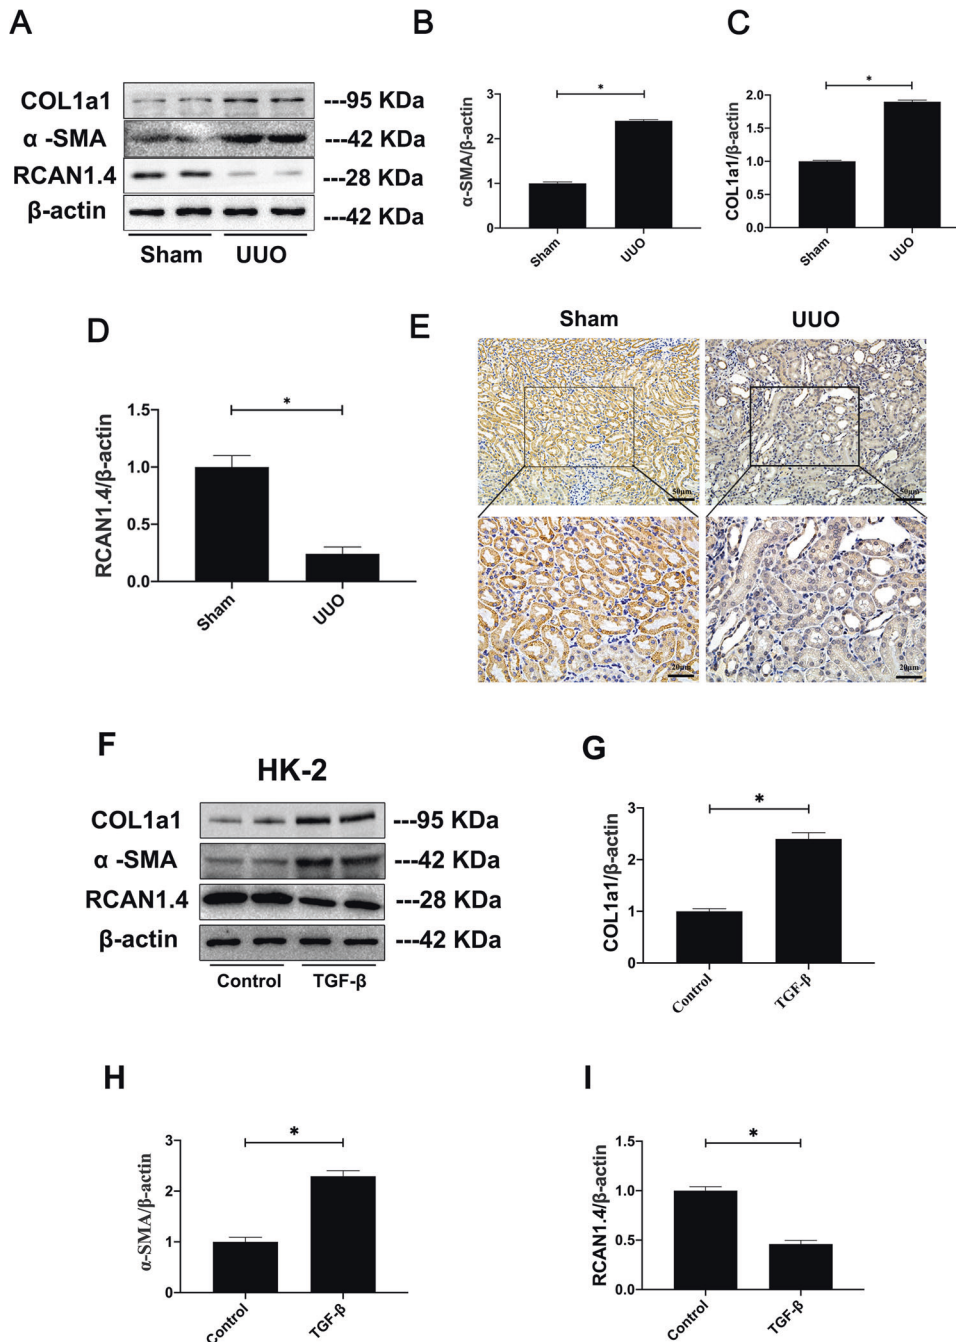 A
COL1a1
α -SMA
RCAN1.4
β-actin
---95 KDa
---42 KDa
---28 KDa
---42 KDa
Sham UUO
B
α-SMA/β-actin
3
2
1
0
*
Sham
UUO
C
COL1a1/β-actin
2.0
1.5
1.0
0.5
0.0
*
Sham
UUO
D
RCAN1.4/β-actin
1.5
1.0
0.5
0.0
*
Sham
UUO
E
Sham
UUO
50μm
50μm
20μm
20μm
F
HK-2
COL1a1
α -SMA
RCAN1.4
β-actin
---95 KDa
---42 KDa
---28 KDa
---42 KDa
Control TGF-β
G
COL1a1/β-actin
3
2
1
0
*
Control
TGF-β
H
α-SMA/β-actin
3
2
1
0
*
Control
TGF-β
I
RCAN1.4/β-actin
1.5
1.0
0.5
0.0
*
Control
TGF-β